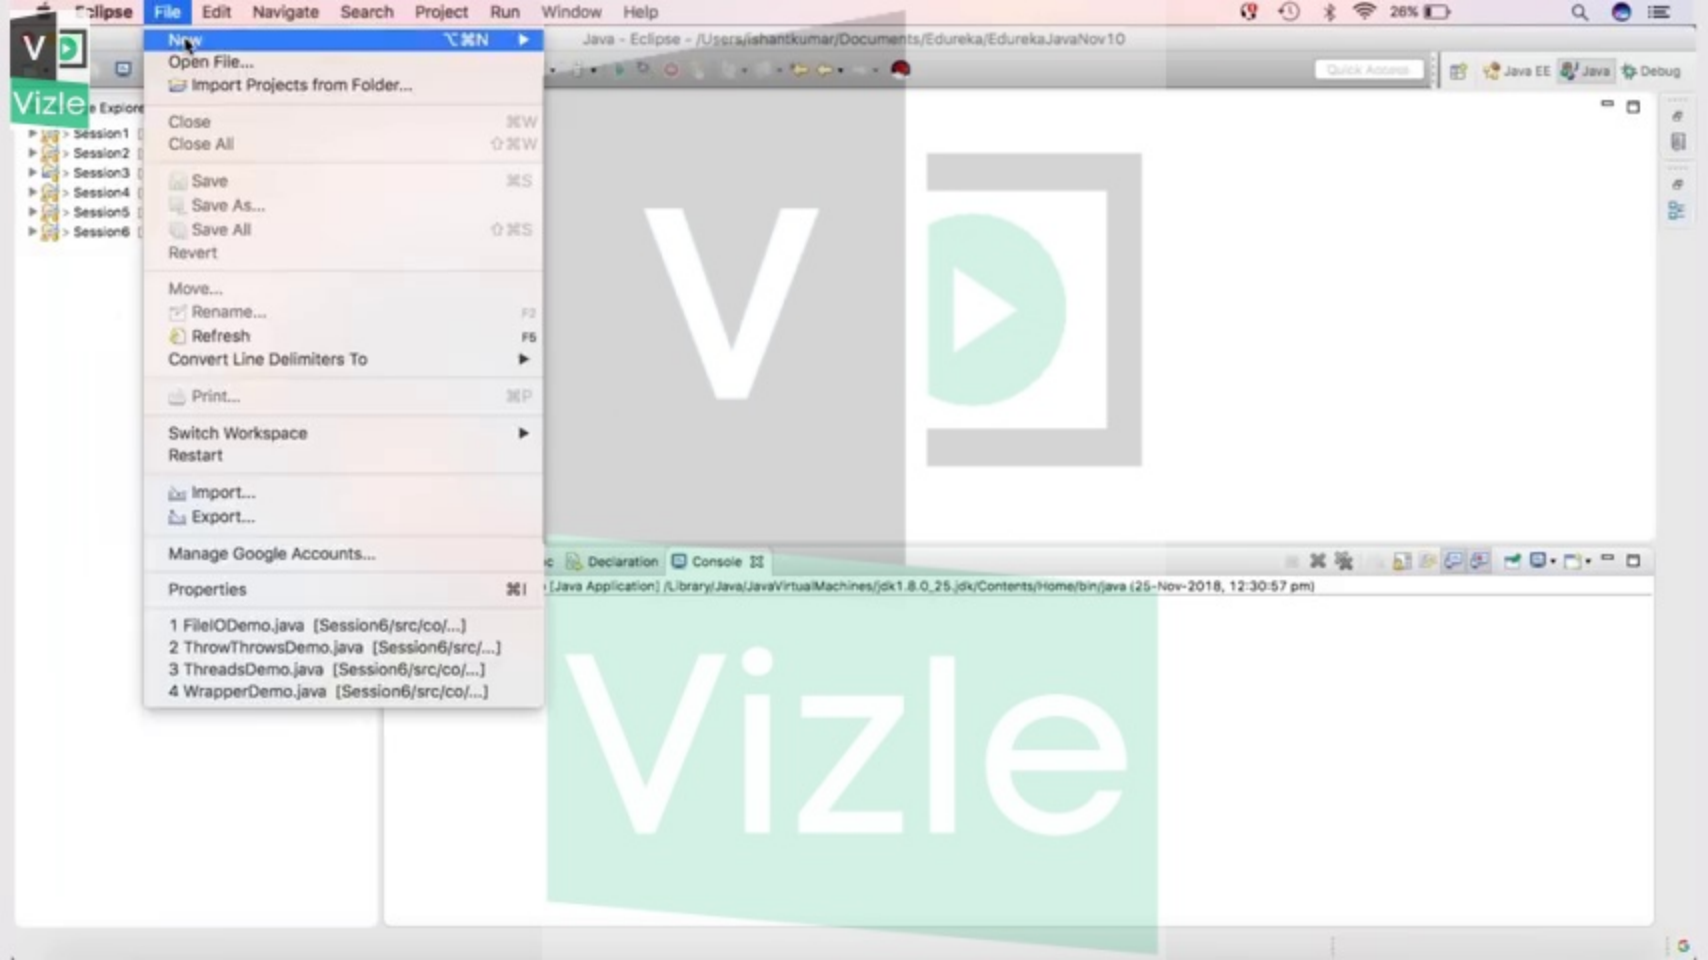 Eclipse File Edit Navigate Search Project Run Window Help 26%
New ⌥⌘N
Java - Eclipse - /Users/ishantkumar/Documents/Edureka/EdurekaJavaNov10
Open File...
Quick Access Java EE Java Debug
Import Projects from Folder...
V
Vizle
e Explore
Session1
Session2
Session3
Session4
Session5
Session6
Close ⌘W
Close All ⇧⌘W
Save ⌘S
Save As...
Save All ⇧⌘S
Revert
Move...
Rename... F2
Refresh F5
Convert Line Delimiters To
Print... ⌘P
Switch Workspace
Restart
Import...
Export...
Manage Google Accounts...
Properties ⌘I
1 FileIODemo.java [Session6/src/co/...]
2 ThrowThrowsDemo.java [Session6/src/...]
3 ThreadsDemo.java [Session6/src/co/...]
4 WrapperDemo.java [Session6/src/co/...]
V
c Declaration Console
[Java Application] /Library/Java/JavaVirtualMachines/jdk1.8.0_25.jdk/Contents/Home/bin/java (25-Nov-2018, 12:30:57 pm)
Vizle